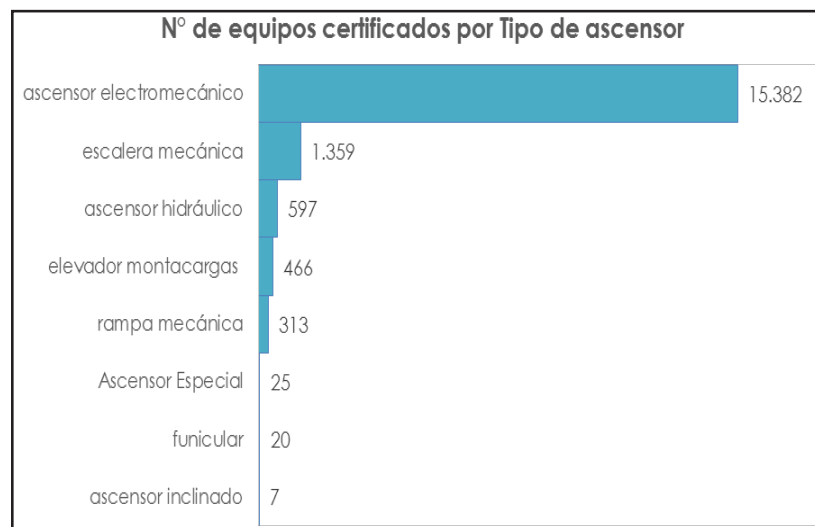 N° de equipos certificados por Tipo de ascensor
ascensor electromecánico 15.382
escalera mecánica 1.359
ascensor hidráulico 597
elevador montacargas 466
rampa mecánica 313
Ascensor Especial 25
funicular 20
ascensor inclinado 7